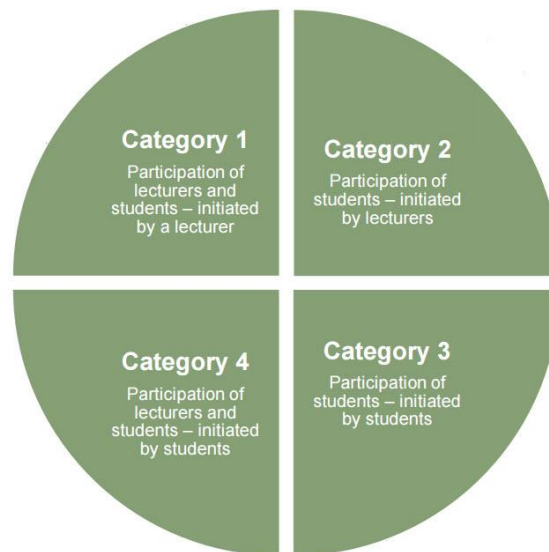 Category 1
Participation of
lecturers and
students – initiated
by a lecturer
Category 2
Participation of
students – initiated
by lecturers
Category 4
Participation of
lecturers and
students – initiated
by students
Category 3
Participation of
students – initiated
by students